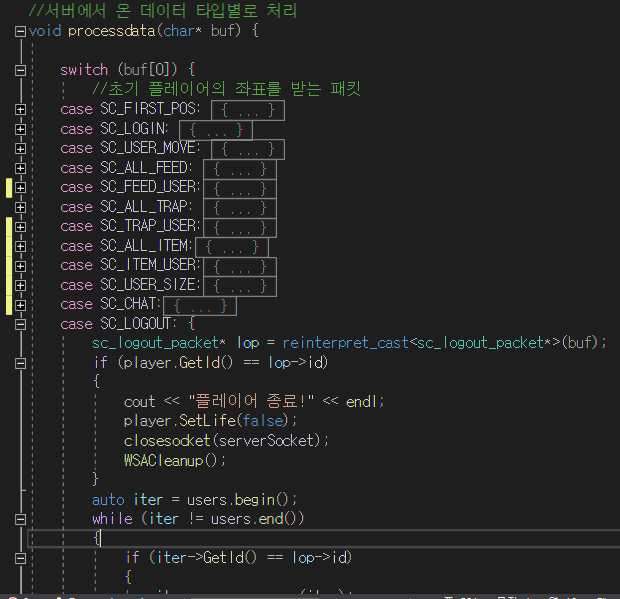 //서버에서 온 데이터 타입별로 처리
void processdata(char* buf) {
switch (buf[0]) {
//초기 플레이어의 좌표를 받는 패킷
case SC_FIRST_POS: { ... }
case SC_LOGIN: { ... }
case SC_USER_MOVE: { ... }
case SC_ALL_FEED: { ... }
case SC_FEED_USER: { ... }
case SC_ALL_TRAP: { ... }
case SC_TRAP_USER: { ... }
case SC_ALL_ITEM: { ... }
case SC_ITEM_USER: { ... }
case SC_USER_SIZE: { ... }
case SC_CHAT: { ... }
case SC_LOGOUT: {
sc_logout_packet* lop = reinterpret_cast<sc_logout_packet*>(buf);
if (player.GetId() == lop->id)
{
cout << "플레이어 종료!" << endl;
player.SetLife(false);
closesocket(serverSocket);
WSACleanup();
}
auto iter = users.begin();
while (iter != users.end())
{
if (iter->GetId() == lop->id)
{